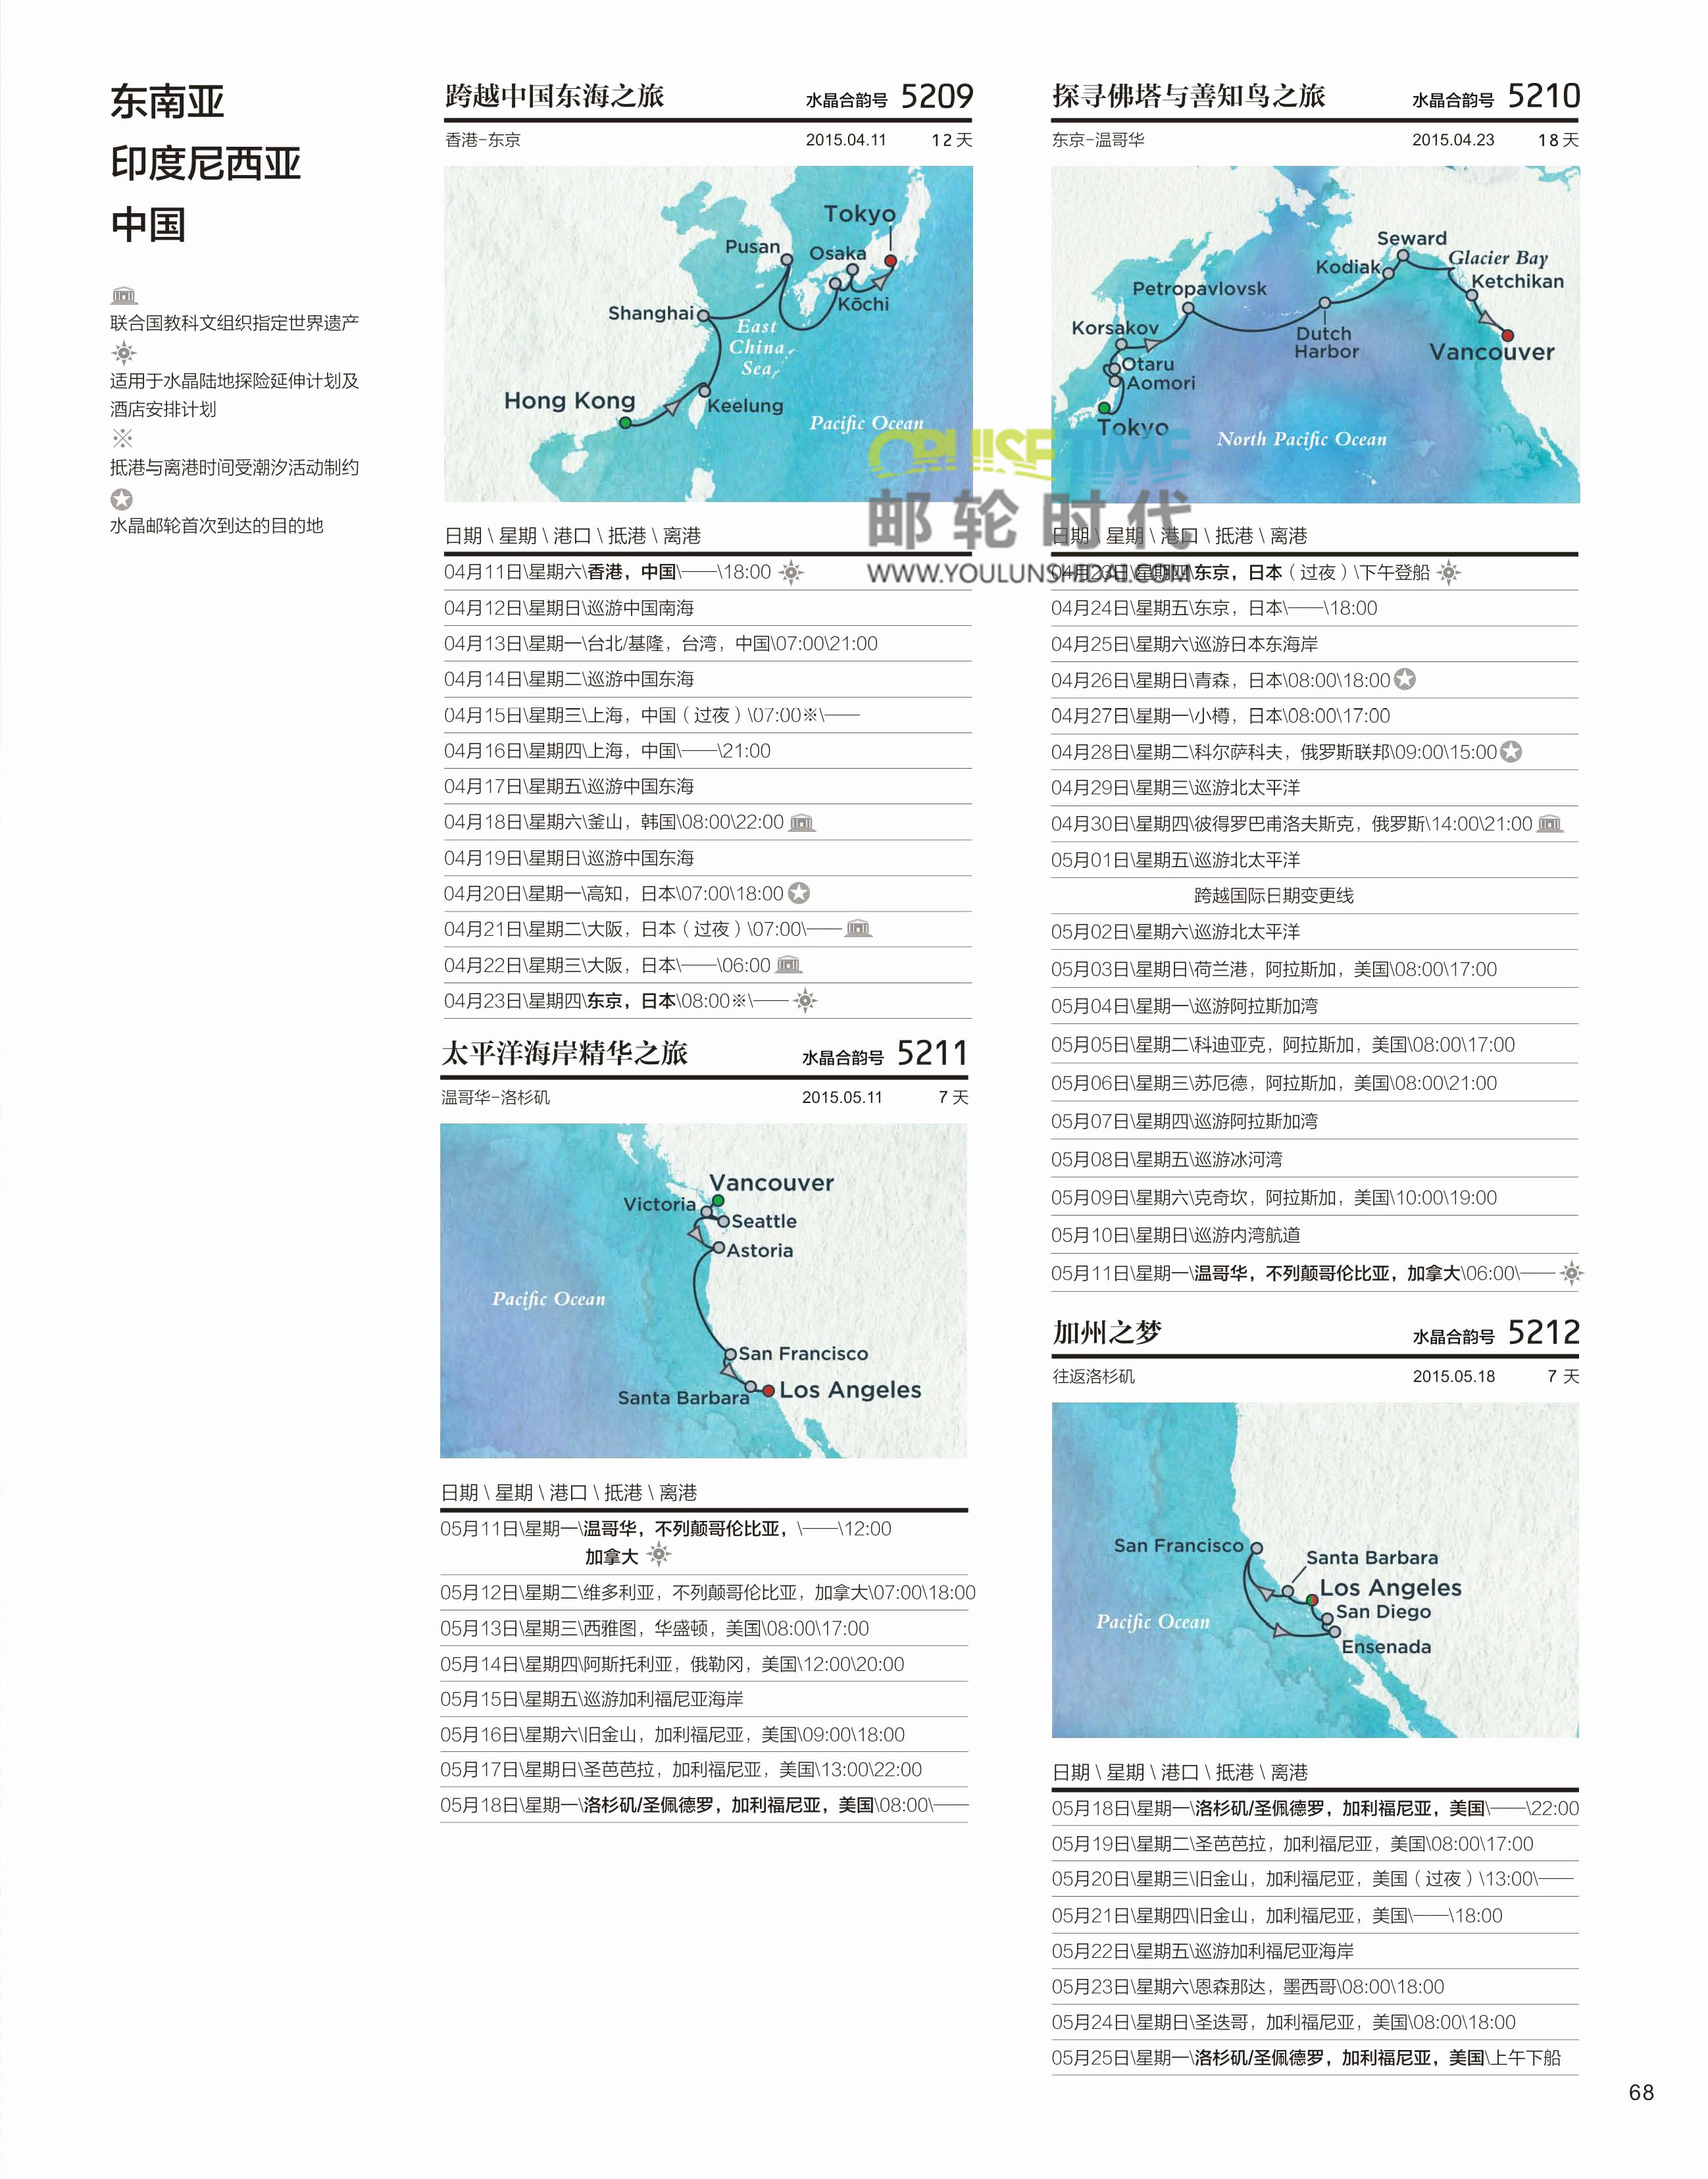 东南亚
印度尼西亚
中国
联合国教科文组织指定世界遗产
适用于水晶陆地探险延伸计划及
酒店安排计划
※
抵港与离港时间受潮汐活动制约
水晶邮轮首次到达的目的地
跨越中国东海之旅 水晶合韵号 5209
香港-东京 2015.04.11 12 天
Tokyo
Pusan
Osaka
Kōchi
Shanghai
East
China
Sea
Hong Kong
Keelung
Pacific Ocean
日期 \ 星期 \ 港口 \ 抵港 \ 离港
04月11日\星期六\香港，中国\——\18:00
04月12日\星期日\巡游中国南海
04月13日\星期一\台北/基隆，台湾，中国\07:00\21:00
04月14日\星期二\巡游中国东海
04月15日\星期三\上海，中国（过夜）\07:00※\——
04月16日\星期四\上海，中国\——\21:00
04月17日\星期五\巡游中国东海
04月18日\星期六\釜山，韩国\08:00\22:00
04月19日\星期日\巡游中国东海
04月20日\星期一\高知，日本\07:00\18:00
04月21日\星期二\大阪，日本（过夜）\07:00\——
04月22日\星期三\大阪，日本\——\06:00
04月23日\星期四\东京，日本\08:00※\——
太平洋海岸精华之旅 水晶合韵号 5211
温哥华-洛杉矶 2015.05.11 7 天
Vancouver
Victoria
Seattle
Astoria
Pacific Ocean
San Francisco
Santa Barbara
Los Angeles
日期 \ 星期 \ 港口 \ 抵港 \ 离港
05月11日\星期一\温哥华，不列颠哥伦比亚，\——\12:00
加拿大
05月12日\星期二\维多利亚，不列颠哥伦比亚，加拿大\07:00\18:00
05月13日\星期三\西雅图，华盛顿，美国\08:00\17:00
05月14日\星期四\阿斯托利亚，俄勒冈，美国\12:00\20:00
05月15日\星期五\巡游加利福尼亚海岸
05月16日\星期六\旧金山，加利福尼亚，美国\09:00\18:00
05月17日\星期日\圣芭芭拉，加利福尼亚，美国\13:00\22:00
05月18日\星期一\洛杉矶/圣佩德罗，加利福尼亚，美国\08:00\——
探寻佛塔与善知鸟之旅 水晶合韵号 5210
东京-温哥华 2015.04.23 18 天
Seward
Glacier Bay
Kodiak
Ketchikan
Petropavlovsk
Korsakov
Dutch
Harbor
Vancouver
Otaru
Aomori
Tokyo
North Pacific Ocean
CRUISETIME
邮轮时代
WWW.YOULUNSHIDAI.COM
日期 \ 星期 \ 港口 \ 抵港 \ 离港
04月23日\星期四\东京，日本（过夜）\下午登船
04月24日\星期五\东京，日本\——\18:00
04月25日\星期六\巡游日本东海岸
04月26日\星期日\青森，日本\08:00\18:00
04月27日\星期一\小樽，日本\08:00\17:00
04月28日\星期二\科尔萨科夫，俄罗斯联邦\09:00\15:00
04月29日\星期三\巡游北太平洋
04月30日\星期四\彼得罗巴甫洛夫斯克，俄罗斯\14:00\21:00
05月01日\星期五\巡游北太平洋
跨越国际日期变更线
05月02日\星期六\巡游北太平洋
05月03日\星期日\荷兰港，阿拉斯加，美国\08:00\17:00
05月04日\星期一\巡游阿拉斯加湾
05月05日\星期二\科迪亚克，阿拉斯加，美国\08:00\17:00
05月06日\星期三\苏厄德，阿拉斯加，美国\08:00\21:00
05月07日\星期四\巡游阿拉斯加湾
05月08日\星期五\巡游冰河湾
05月09日\星期六\克奇坎，阿拉斯加，美国\10:00\19:00
05月10日\星期日\巡游内湾航道
05月11日\星期一\温哥华，不列颠哥伦比亚，加拿大\06:00\——
加州之梦 水晶合韵号 5212
往返洛杉矶 2015.05.18 7 天
San Francisco
Santa Barbara
Los Angeles
San Diego
Pacific Ocean
Ensenada
日期 \ 星期 \ 港口 \ 抵港 \ 离港
05月18日\星期一\洛杉矶/圣佩德罗，加利福尼亚，美国\——\22:00
05月19日\星期二\圣芭芭拉，加利福尼亚，美国\08:00\17:00
05月20日\星期三\旧金山，加利福尼亚，美国（过夜）\13:00\——
05月21日\星期四\旧金山，加利福尼亚，美国\——\18:00
05月22日\星期五\巡游加利福尼亚海岸
05月23日\星期六\恩森那达，墨西哥\08:00\18:00
05月24日\星期日\圣迭哥，加利福尼亚，美国\08:00\18:00
05月25日\星期一\洛杉矶/圣佩德罗，加利福尼亚，美国\上午下船
68